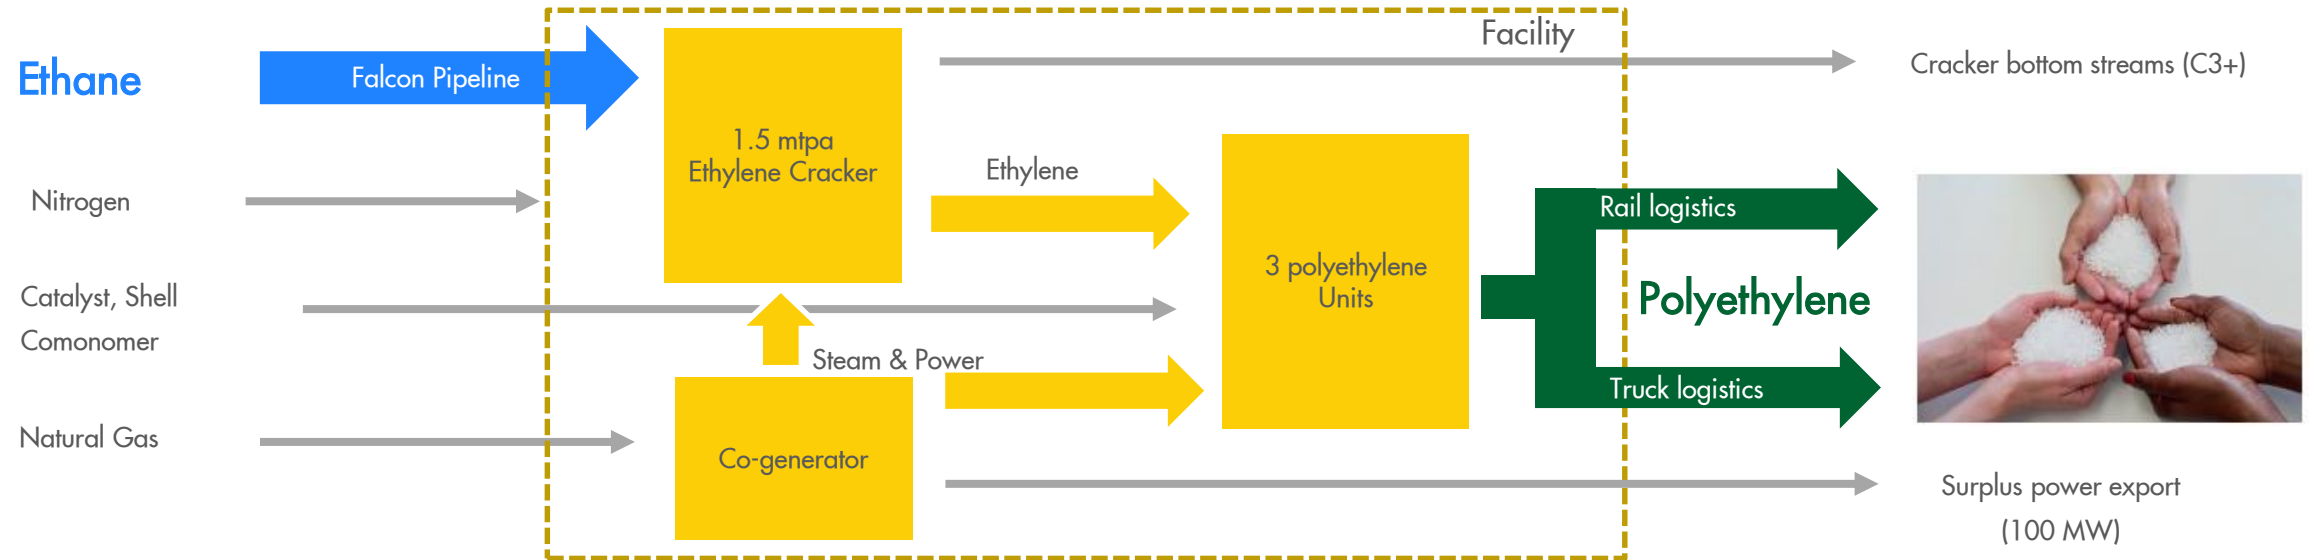 Facility
Ethane
Falcon Pipeline
Cracker bottom streams (C3+)
1.5 mtpa
Ethylene Cracker
Ethylene
Nitrogen
Rail logistics
3 polyethylene
Units
Catalyst, Shell
Comonomer
Polyethylene
Steam & Power
Truck logistics
Natural Gas
Co-generator
Surplus power export
(100 MW)